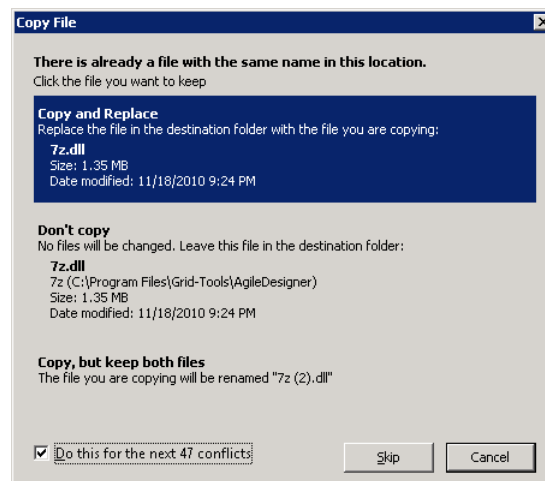 Copy File
There is already a file with the same name in this location.
Click the file you want to keep
Copy and Replace
Replace the file in the destination folder with the file you are copying:
7z.dll
Size: 1.35 MB
Date modified: 11/18/2010 9:24 PM
Don't copy
No files will be changed. Leave this file in the destination folder:
7z.dll
7z (C:\Program Files\Grid-Tools\AgileDesigner)
Size: 1.35 MB
Date modified: 11/18/2010 9:24 PM
Copy, but keep both files
The file you are copying will be renamed "7z (2).dll"
Do this for the next 47 conflicts
Skip
Cancel